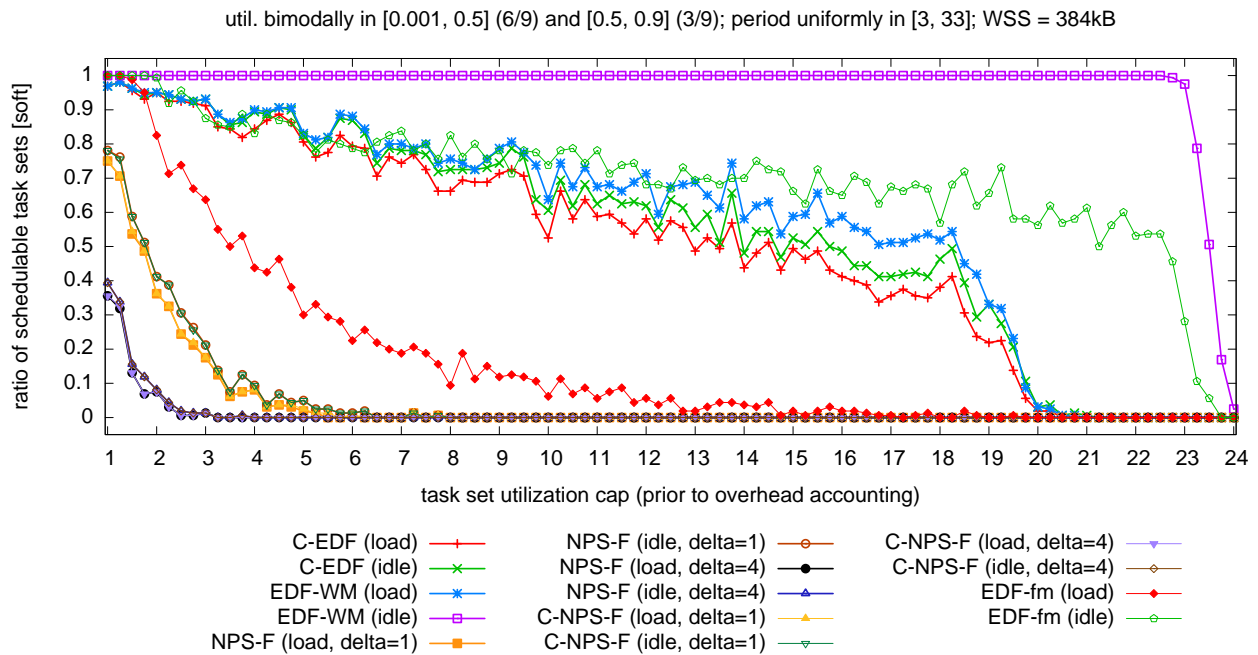 util. bimodally in [0.001, 0.5] (6/9) and [0.5, 0.9] (3/9); period uniformly in [3, 33]; WSS = 384kB
ratio of schedulable task sets [soft]
1
0.9
0.8
0.7
0.6
0.5
0.4
0.3
0.2
0.1
0
1 2 3 4 5 6 7 8 9 10 11 12 13 14 15 16 17 18 19 20 21 22 23 24
task set utilization cap (prior to overhead accounting)
C-EDF (load)
C-EDF (idle)
EDF-WM (load)
EDF-WM (idle)
NPS-F (load, delta=1)
NPS-F (idle, delta=1)
NPS-F (load, delta=4)
NPS-F (idle, delta=4)
C-NPS-F (load, delta=1)
C-NPS-F (idle, delta=1)
C-NPS-F (load, delta=4)
C-NPS-F (idle, delta=4)
EDF-fm (load)
EDF-fm (idle)